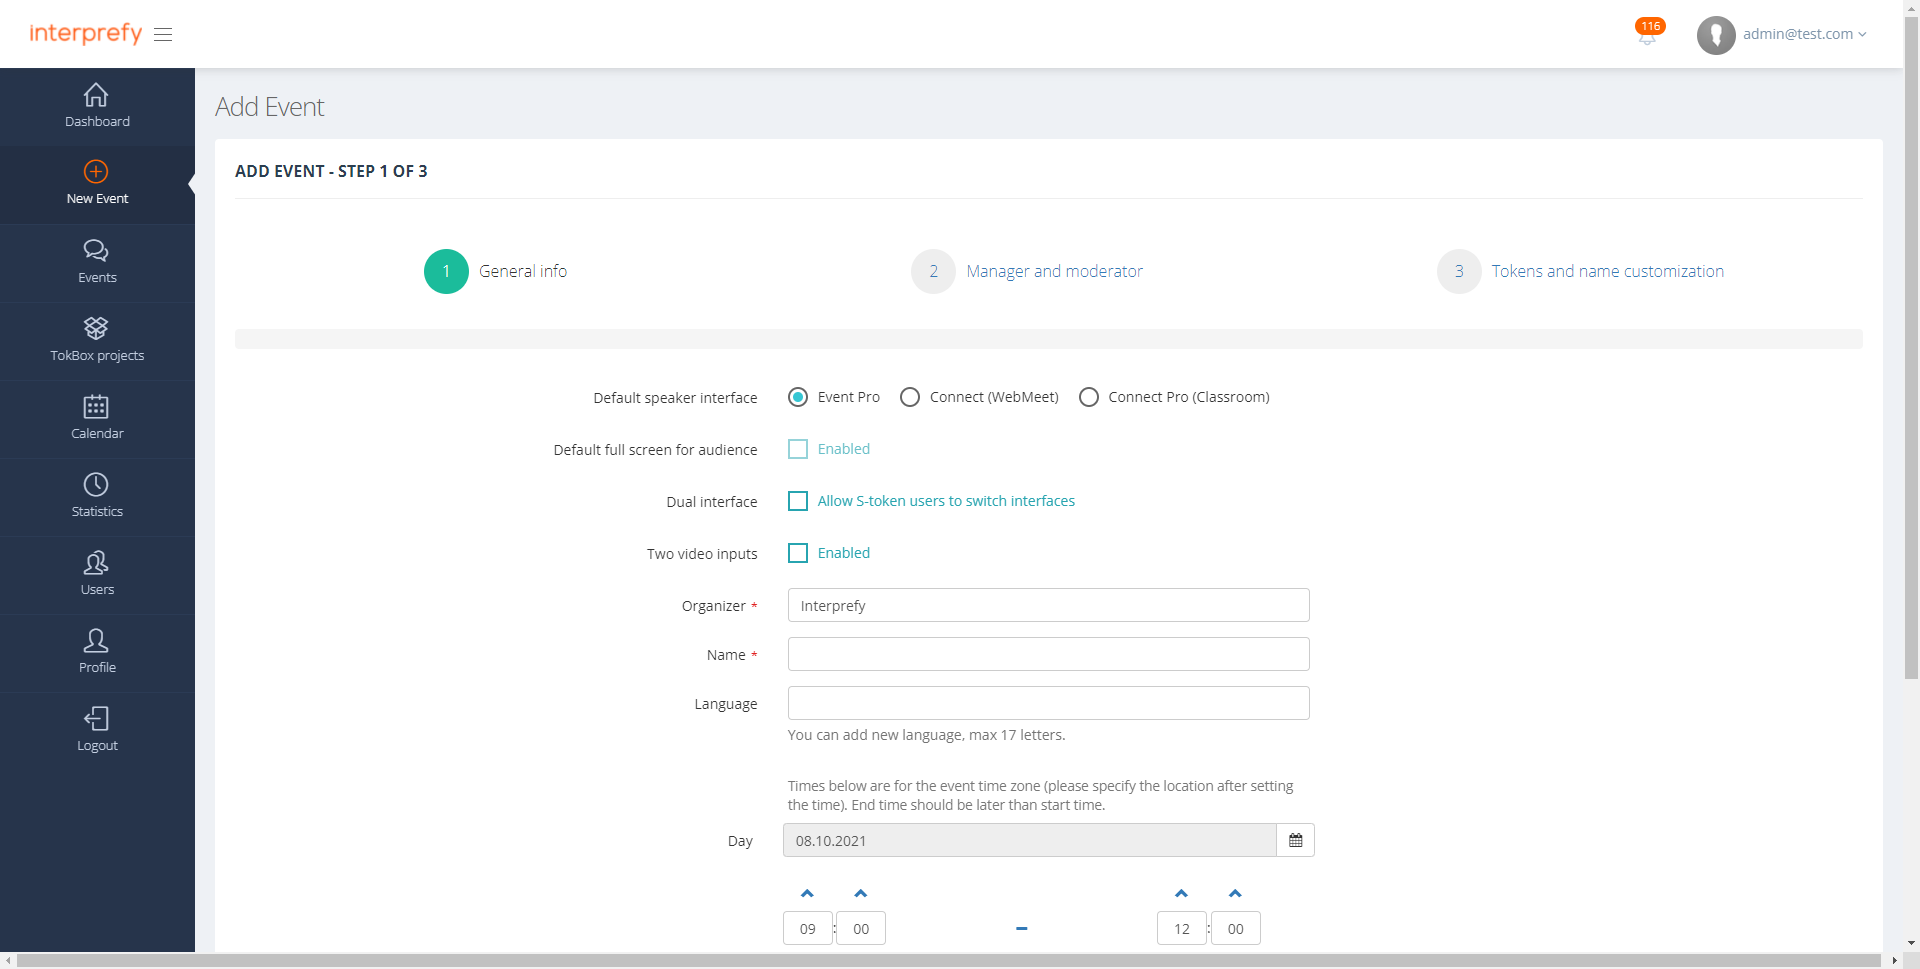 interprefy
116
admin@test.com
Dashboard
New Event
Events
TokBox projects
Calendar
Statistics
Users
Profile
Logout
Add Event
ADD EVENT - STEP 1 OF 3
1 General info
2 Manager and moderator
3 Tokens and name customization
Default speaker interface Event Pro Connect (WebMeet) Connect Pro (Classroom)
Default full screen for audience Enabled
Dual interface Allow S-token users to switch interfaces
Two video inputs Enabled
Organizer * Interprefy
Name *
Language
You can add new language, max 17 letters.
Times below are for the event time zone (please specify the location after setting
the time). End time should be later than start time.
Day 08.10.2021
09 : 00 – 12 : 00